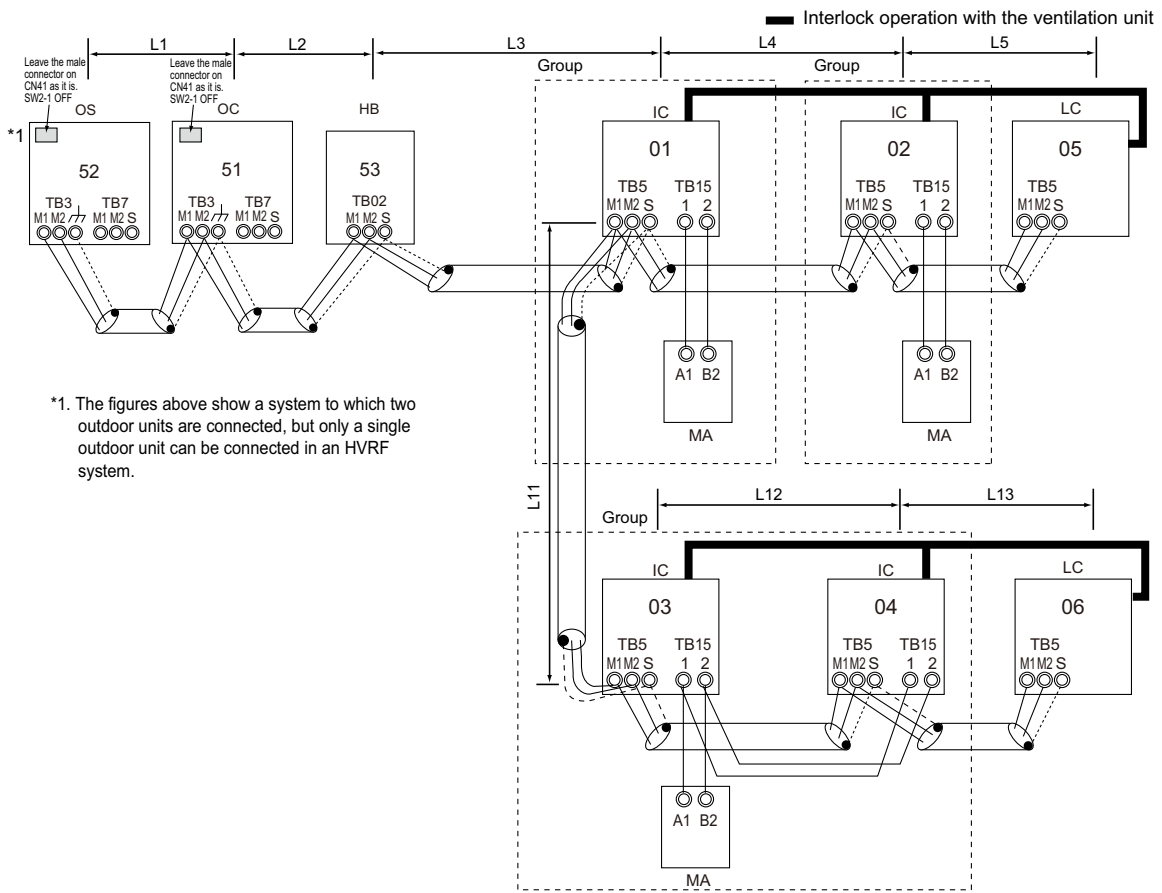 Interlock operation with the ventilation unit
L1
L2
L3
L4
L5
Leave the male
connector on
CN41 as it is.
SW2-1 OFF
Leave the male
connector on
CN41 as it is.
SW2-1 OFF
Group
Group
OS
OC
HB
IC
IC
LC
*1
52
51
53
01
02
05
TB3
TB7
TB3
TB7
TB02
TB5
TB15
TB5
TB15
TB5
M1 M2
M1 M2 S
M1 M2
M1 M2 S
M1 M2 S
M1 M2 S
1 2
M1 M2 S
1 2
M1 M2 S
A1 B2
A1 B2
MA
MA
*1. The figures above show a system to which two
outdoor units are connected, but only a single
outdoor unit can be connected in an HVRF
system.
L11
L12
L13
Group
IC
IC
LC
03
04
06
TB5
TB15
TB5
TB15
TB5
M1 M2 S
1 2
M1 M2 S
1 2
M1 M2 S
A1 B2
MA